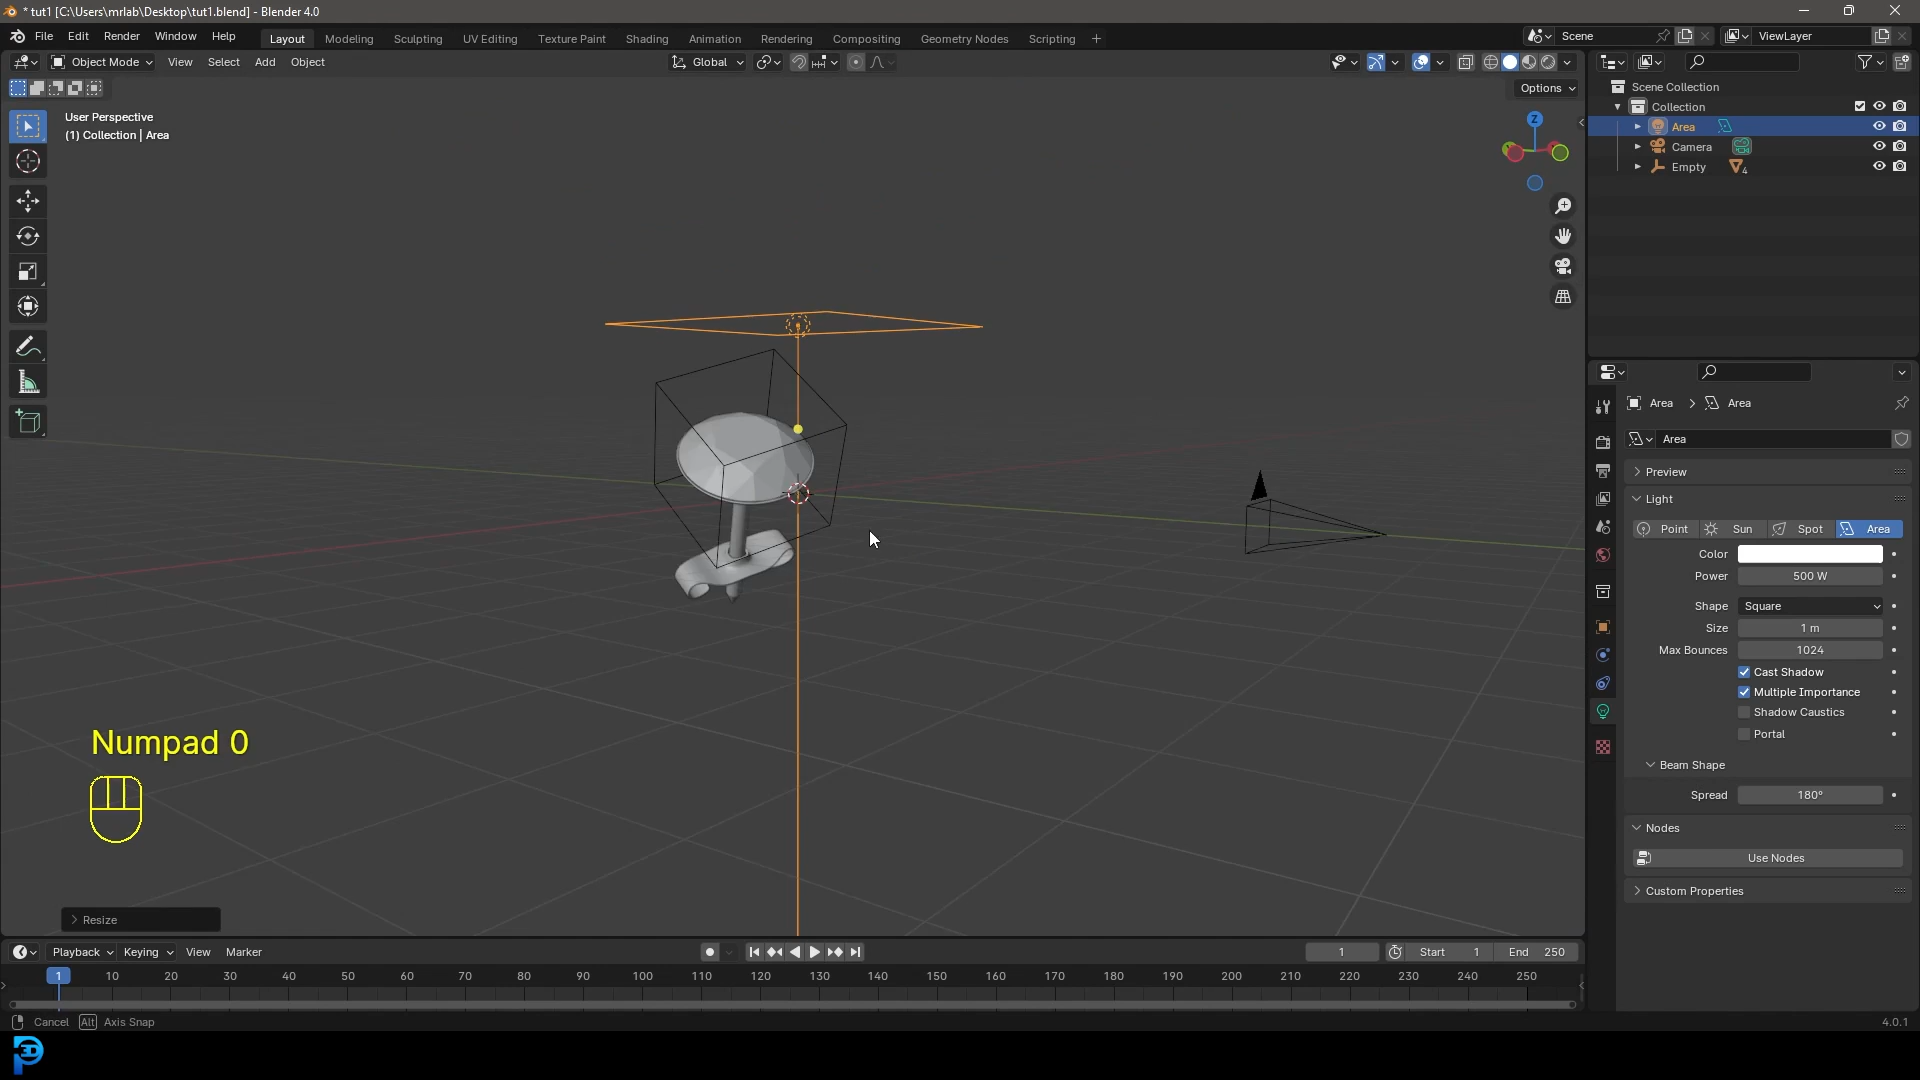 * tut1 [C:\Users\mrlab\Desktop\tut1.blend] - Blender 4.0
File Edit Render Window Help
Layout Modeling Sculpting UV Editing Texture Paint Shading Animation Rendering Compositing Geometry Nodes Scripting +
Scene
ViewLayer
Object Mode View Select Add Object
Global
Options
User Perspective
(1) Collection | Area
Z
Scene Collection
Collection
Area
Camera
Empty
4
Area > Area
Area
Preview
Light
Point Sun Spot Area
Color
Power 500 W
Shape Square
Size 1 m
Max Bounces 1024
Cast Shadow
Multiple Importance
Shadow Caustics
Portal
Beam Shape
Spread 180°
Nodes
Use Nodes
Custom Properties
Numpad 0
Resize
Playback Keying View Marker
1
Start 1
End 250
1 10 20 30 40 50 60 70 80 90 100 110 120 130 140 150 160 170 180 190 200 210 220 230 240 250
Cancel Alt Axis Snap
4.0.1
3D